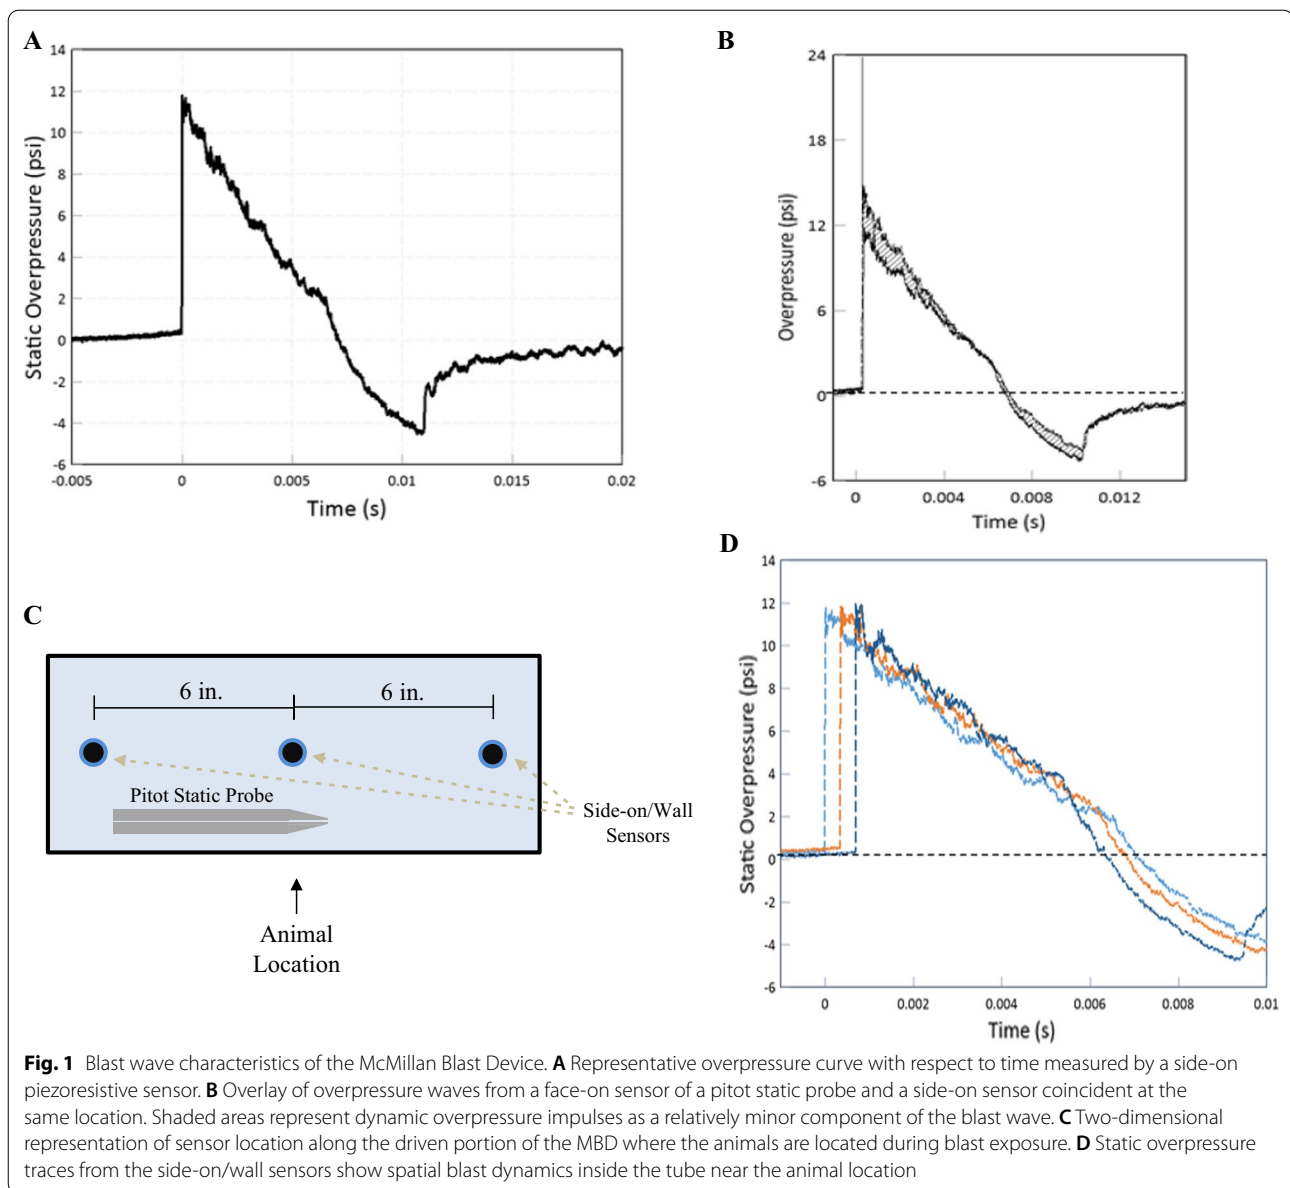 A
14
12
10
8
6
4
2
0
-2
-4
-6
Static Overpressure (psi)
-0.005
0
0.005
0.01
0.015
0.02
Time (s)
B
24
18
12
6
0
-6
Overpressure (psi)
0
0.004
0.008
0.012
Time (s)
C
6 in.
6 in.
Pitot Static Probe
Side-on/Wall
Sensors
Animal
Location
D
14
12
10
8
6
4
2
0
-2
-4
-6
Static Overpressure (psi)
0
0.002
0.004
0.006
0.008
0.01
Time (s)
Fig. 1 Blast wave characteristics of the McMillan Blast Device. A Representative overpressure curve with respect to time measured by a side-on
piezoresistive sensor. B Overlay of overpressure waves from a face-on sensor of a pitot static probe and a side-on sensor coincident at the
same location. Shaded areas represent dynamic overpressure impulses as a relatively minor component of the blast wave. C Two-dimensional
representation of sensor location along the driven portion of the MBD where the animals are located during blast exposure. D Static overpressure
traces from the side-on/wall sensors show spatial blast dynamics inside the tube near the animal location